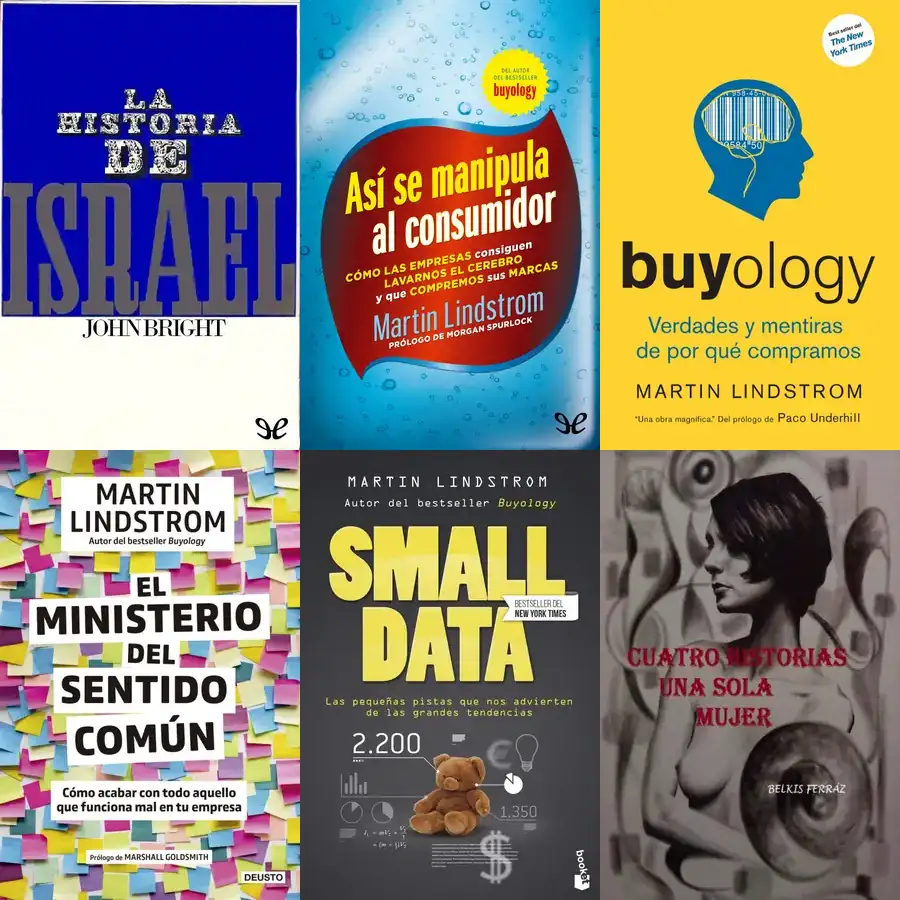 LA
HISTORIA
DE
ISRAEL
JOHN BRIGHT
DEL AUTOR
DEL BESTSELLER
buyology
Así se manipula
al consumidor
CÓMO LAS EMPRESAS consiguen
LAVARNOS EL CEREBRO
y que COMPREMOS sus MARCAS
Martin Lindstrom
PRÓLOGO DE MORGAN SPURLOCK
Best seller del
The New
York Times
958-45-0
9584 50
buyology
Verdades y mentiras
de por qué compramos
MARTIN LINDSTROM
"Una obra magnífica." Del prólogo de Paco Underhill
MARTIN
LINDSTROM
Autor del bestseller Buyology
EL
MINISTERIO
DEL
SENTIDO
COMÚN
Cómo acabar con todo aquello
que funciona mal en tu empresa
Prólogo de MARSHALL GOLDSMITH
DEUSTO
MARTIN LINDSTROM
Autor del bestseller Buyology
SMALL
DATA
BESTSELLER DEL
NEW YORK TIMES
Las pequeñas pistas que nos advierten
de las grandes tendencias
2.200
€
1.350
$
booket
CUATRO HISTORIAS
UNA SOLA
MUJER
BELKIS FERRÁZ